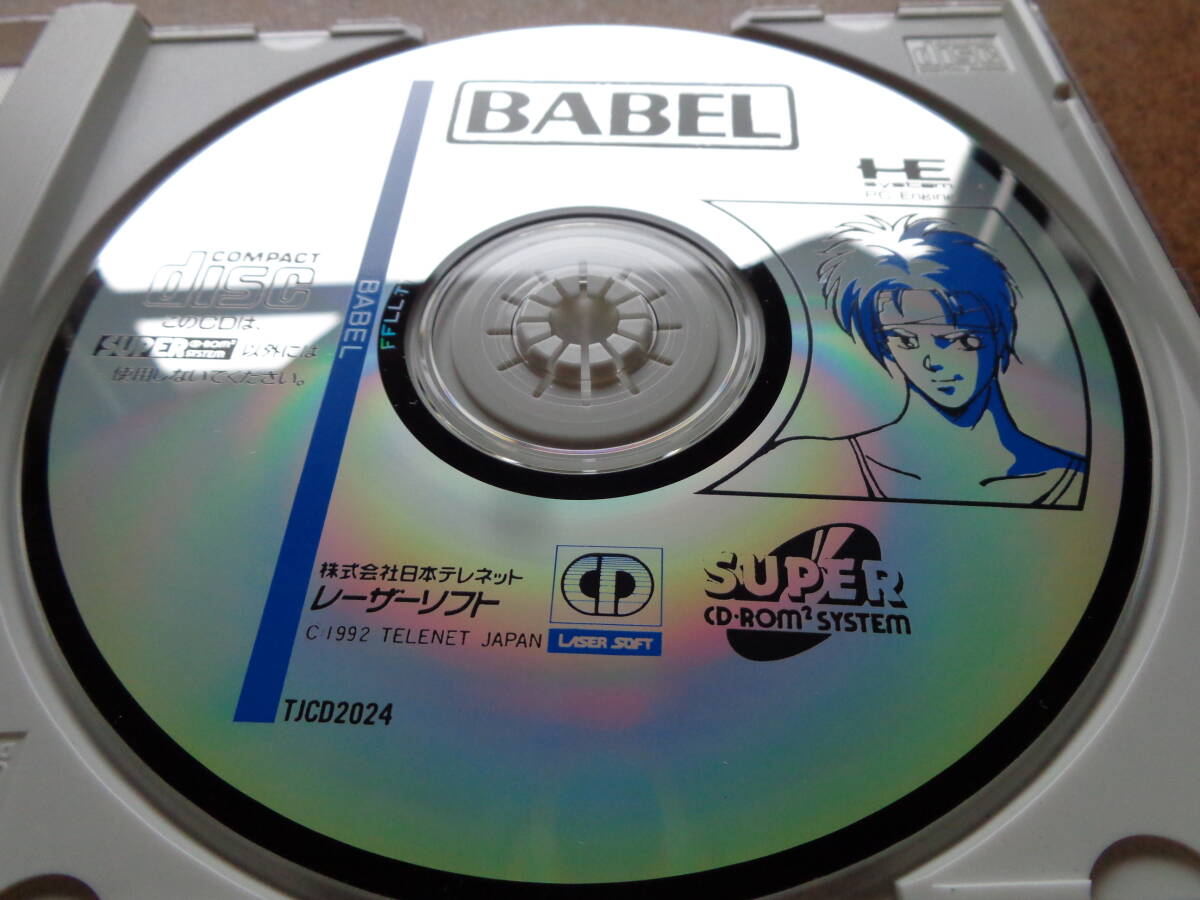 BABEL
HE
system
PC Engine
COMPACT
disc
このCDは、
SUPER CD-ROM² SYSTEM 以外には
使用しないでください。
BABEL
株式会社日本テレネット
レーザーソフト
C:1992 TELENET JAPAN
LASER SOFT
SUPER
CD-ROM² SYSTEM
TJCD2024
disc